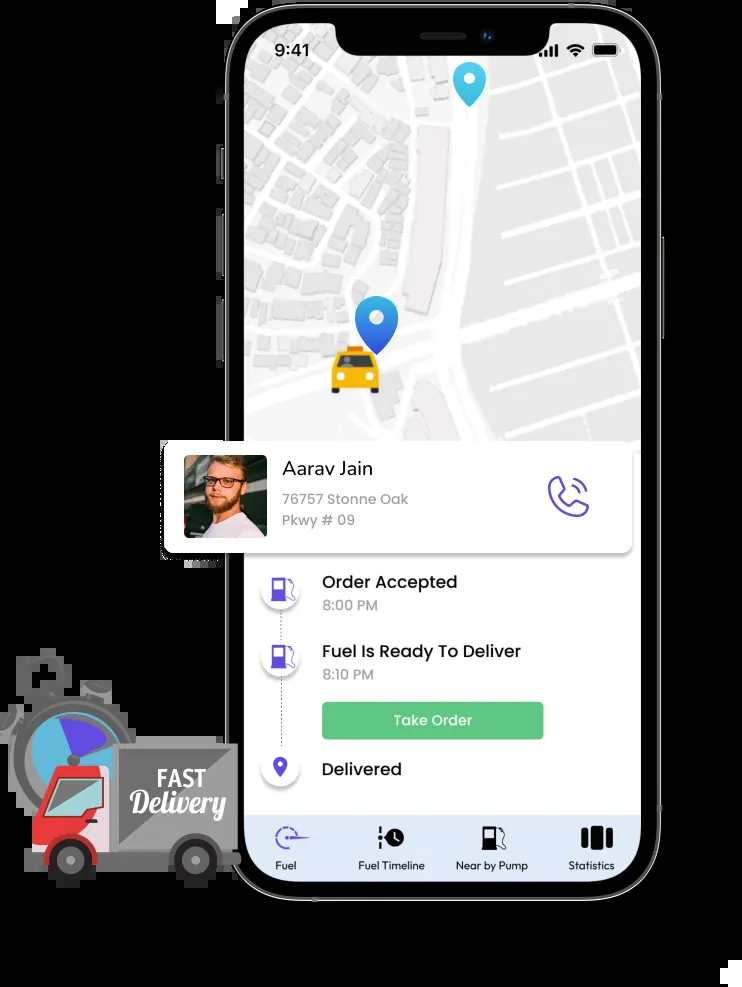 9:41
Aarav Jain
76757 Stonne Oak
Pkwy # 09
Order Accepted
8:00 PM
Fuel Is Ready To Deliver
8:10 PM
Take Order
Delivered
FAST
Delivery
Fuel
Fuel Timeline
Near by Pump
Statistics